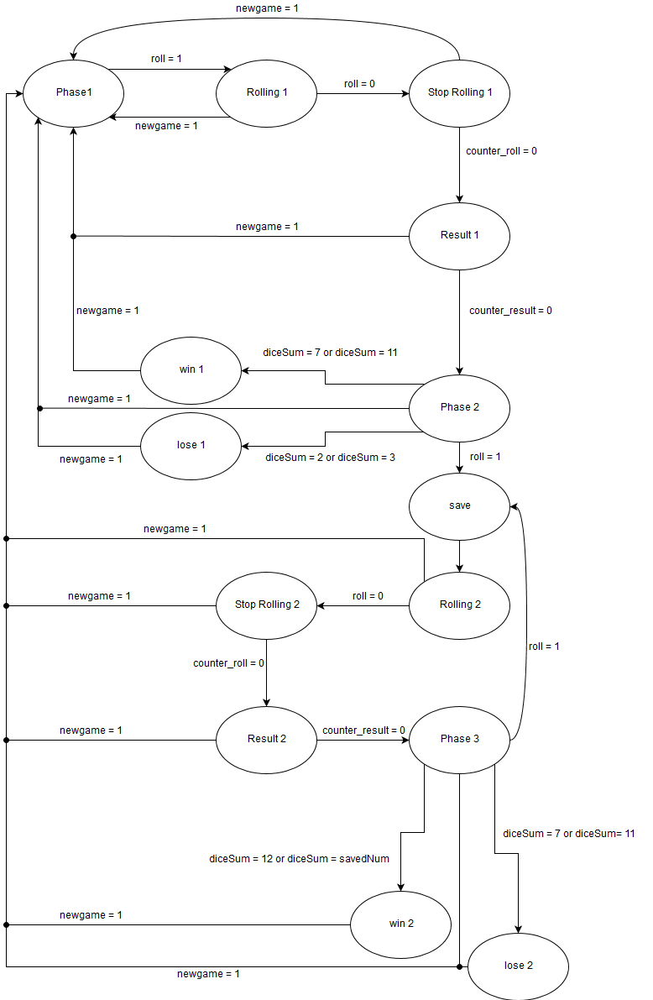 newgame = 1
roll = 1
Phase1
Rolling 1
roll = 0
Stop Rolling 1
newgame = 1
counter_roll = 0
newgame = 1
Result 1
newgame = 1
counter_result = 0
diceSum = 7 or diceSum = 11
win 1
newgame = 1
Phase 2
lose 1
newgame = 1
diceSum = 2 or diceSum = 3
roll = 1
save
newgame = 1
newgame = 1
Stop Rolling 2
roll = 0
Rolling 2
roll = 1
counter_roll = 0
newgame = 1
Result 2
counter_result = 0
Phase 3
diceSum = 7 or diceSum= 11
diceSum = 12 or diceSum = savedNum
newgame = 1
win 2
lose 2
newgame = 1